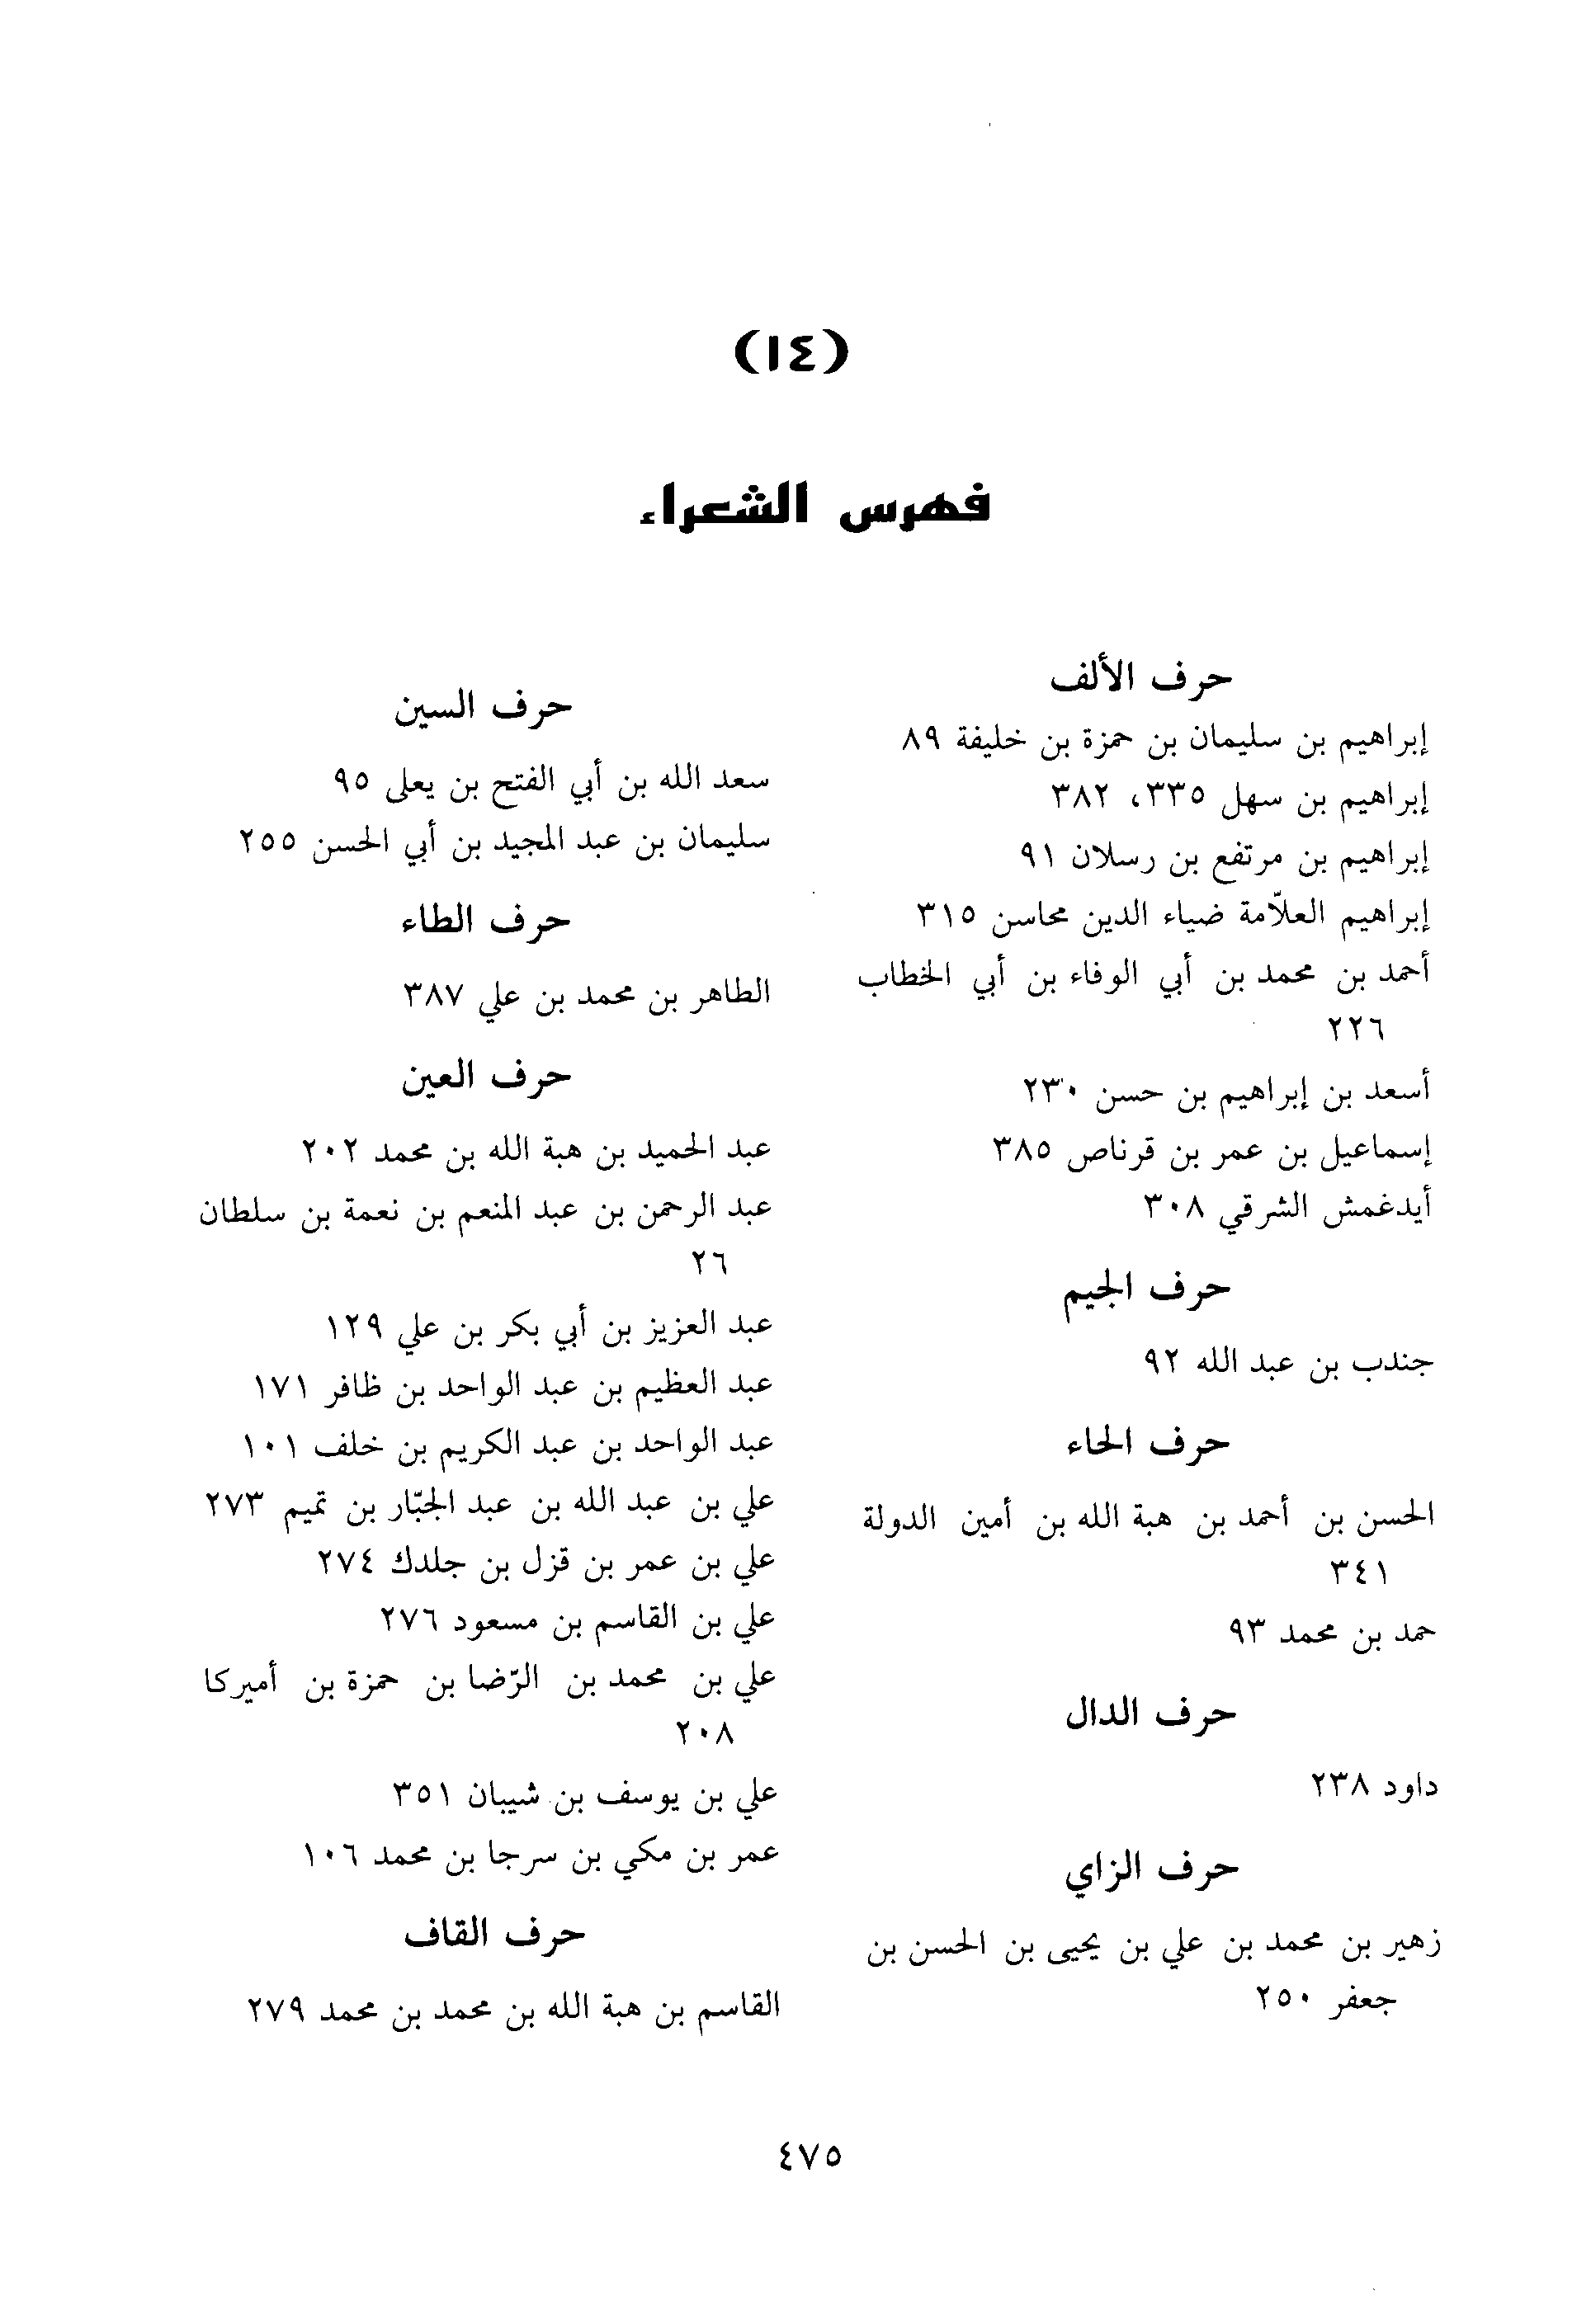 (١٤)
فهرس الشعراء
حرف الألف
إبراهيم بن سليمان بن حمزة بن خليفة ٨٩
إبراهيم بن سهل ٣٣٥، ٣٨٢
إبراهيم بن مرتفع بن رسلان ٩١
إبراهيم العلاّمة ضياء الدين محاسن ٣١٥
أحمد بن محمد بن أبي الوفاء بن أبي الخطاب
٢٢٦
أسعد بن إبراهيم بن حسن ٢٣٠
إسماعيل بن عمر بن قرناص ٣٨٥
أيدغمش الشرقي ٣٠٨
حرف الجيم
جندب بن عبد الله ٩٢
حرف الحاء
الحسن بن أحمد بن هبة الله بن أمين الدولة
٣٤١
حمد بن محمد ٩٣
حرف الدال
داود ٢٣٨
حرف الزاي
زهير بن محمد بن علي بن يحيى بن الحسن بن
جعفر ٢٥٠
حرف السين
سعد الله بن أبي الفتح بن يعلى ٩٥
سليمان بن عبد المجيد بن أبي الحسن ٢٥٥
حرف الطاء
الطاهر بن محمد بن علي ٣٨٧
حرف العين
عبد الحميد بن هبة الله بن محمد ٢٠٢
عبد الرحمن بن عبد المنعم بن نعمة بن سلطان
٢٦
عبد العزيز بن أبي بكر بن علي ١٢٩
عبد العظيم بن عبد الواحد بن ظافر ١٧١
عبد الواحد بن عبد الكريم بن خلف ١٠١
علي بن عبد الله بن عبد الجبّار بن تميم ٢٧٣
علي بن عمر بن قزل بن جلدك ٢٧٤
علي بن القاسم بن مسعود ٢٧٦
علي بن محمد بن الرّضا بن حمزة بن أميركا
٢٠٨
علي بن يوسف بن شيبان ٣٥١
عمر بن مكي بن سرجا بن محمد ١٠٦
حرف القاف
القاسم بن هبة الله بن محمد بن محمد ٢٧٩
٤٧٥